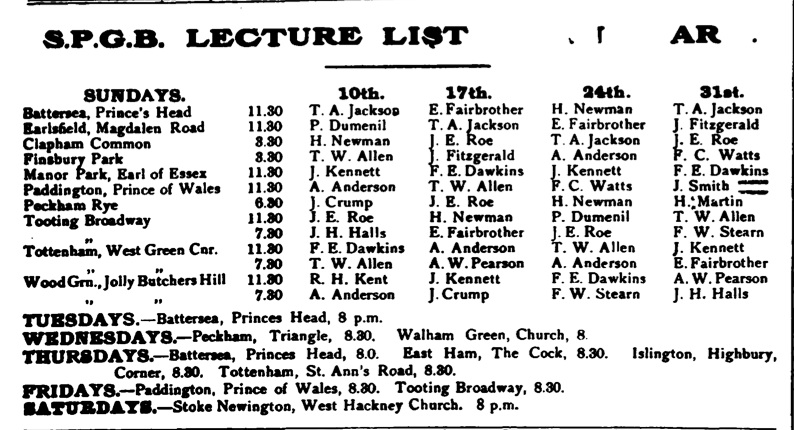 S.P.G.B. LECTURE LIST AR.
SUNDAYS. 10th. 17th. 24th. 31st.
Battersea, Prince's Head 11.30 T. A. Jackson E. Fairbrother H. Newman T. A. Jackson
Earlsfield, Magdalen Road 11.30 P. Dumenil T. A. Jackson E. Fairbrother J. Fitzgerald
Clapham Common 3.30 H. Newman J. E. Roe T. A. Jackson J. E. Roe
Finsbury Park 3.30 T. W. Allen J. Fitzgerald A. Anderson F. C. Watts
Manor Park, Earl of Essex 11.30 J. Kennett F. E. Dawkins J. Kennett F. E. Dawkins
Paddington, Prince of Wales 11.30 A. Anderson T. W. Allen F. C. Watts J. Smith
Peckham Rye 6.30 J. Crump J. E. Roe H. Newman H. Martin
Tooting Broadway 11.30 J. E. Roe H. Newman P. Dumenil T. W. Allen
" 7.30 J. H. Halls E. Fairbrother J. E. Roe F. W. Stearn
Tottenham, West Green Cnr. 11.30 F. E. Dawkins A. Anderson T. W. Allen J. Kennett
" " 7.30 T. W. Allen A. W. Pearson A. Anderson E. Fairbrother
Wood Grn., Jolly Butchers Hill 11.30 R. H. Kent J. Kennett F. E. Dawkins A. W. Pearson
" " 7.30 A. Anderson J. Crump F. W. Stearn J. H. Halls
TUESDAYS.—Battersea, Princes Head, 8 p.m.
WEDNESDAYS.—Peckham, Triangle, 8.30. Walham Green, Church, 8
THURSDAYS.—Battersea, Princes Head, 8.0. East Ham, The Cock, 8.30. Islington, Highbury,
Corner, 8.30. Tottenham, St. Ann's Road, 8.30.
FRIDAYS.—Paddington, Prince of Wales, 8.30. Tooting Broadway, 8.30.
SATURDAYS.—Stoke Newington, West Hackney Church. 8 p.m.